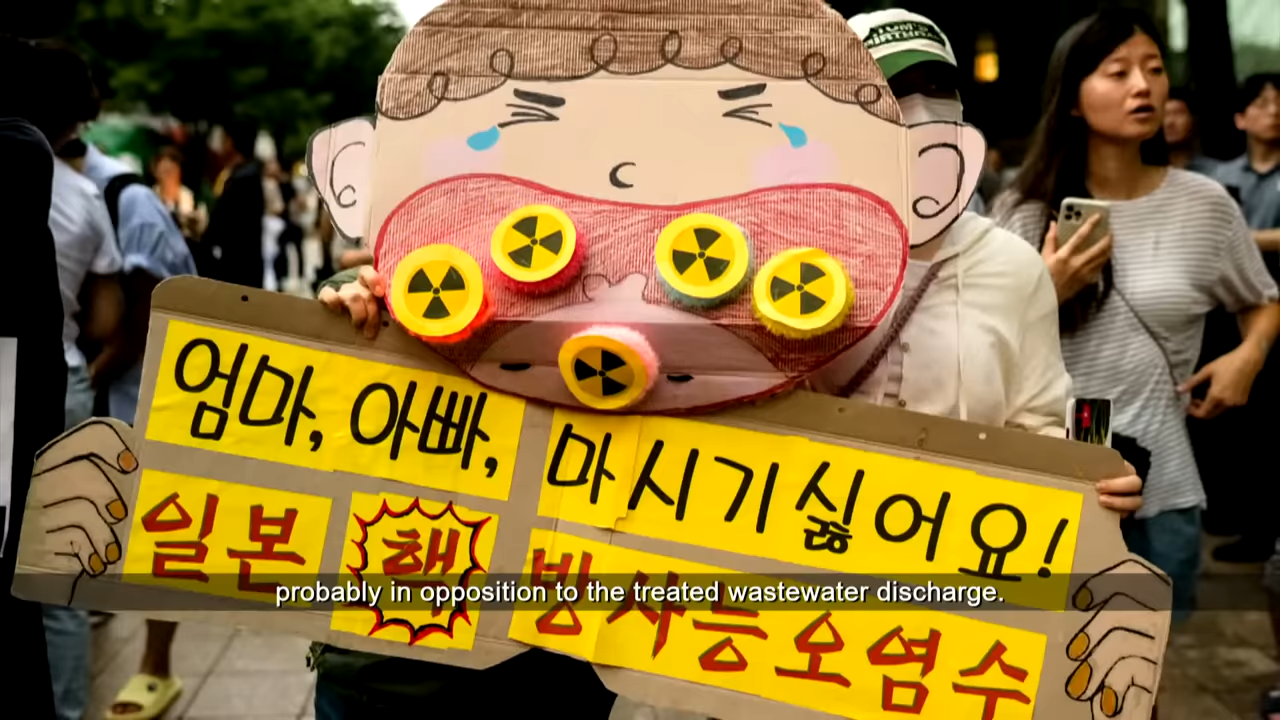 엄마, 아빠, 마시기싫어요!
일본 핵 방사능오염수
probably in opposition to the treated wastewater discharge.